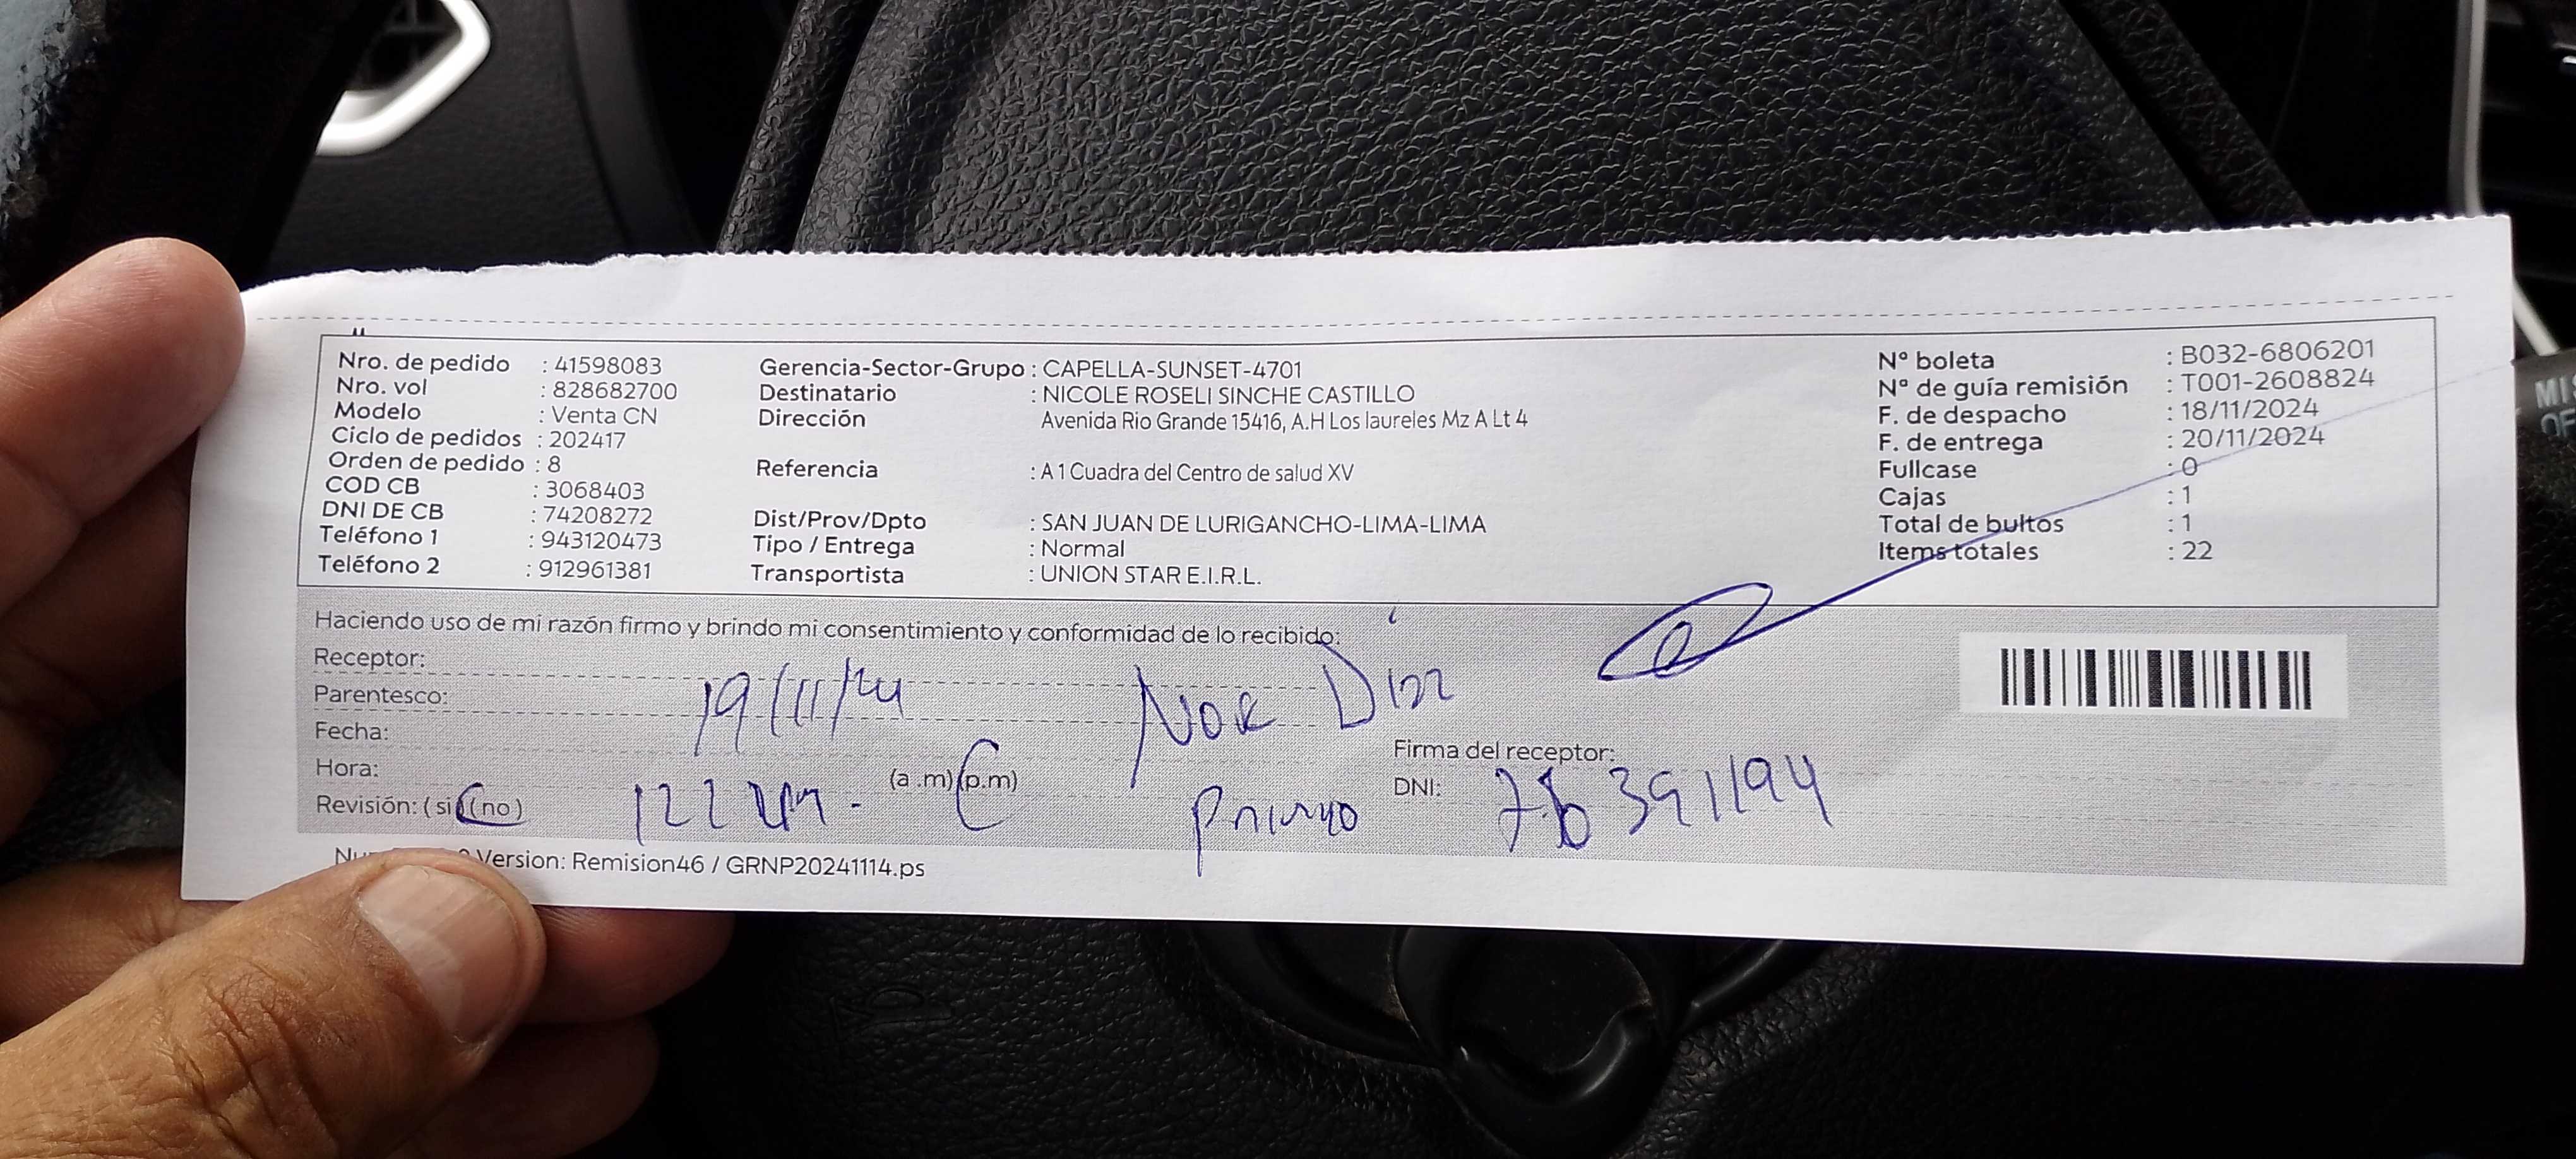 Nro. de pedido : 41598083
Nro. vol : 828682700
Modelo : Venta CN
Ciclo de pedidos : 202417
Orden de pedido : 8
COD CB : 3068403
DNI DE CB : 74208272
Teléfono 1 : 943120473
Teléfono 2 : 912961381
Gerencia-Sector-Grupo : CAPELLA-SUNSET-4701
Destinatario : NICOLE ROSELI SINCHE CASTILLO
Dirección Avenida Rio Grande 15416, A.H Los laureles Mz A Lt 4
Referencia : A 1 Cuadra del Centro de salud XV
Dist/Prov/Dpto : SAN JUAN DE LURIGANCHO-LIMA-LIMA
Tipo / Entrega : Normal
Transportista : UNION STAR E.I.R.L.
N° boleta : B032-6806201
N° de guía remisión : T001-2608824
F. de despacho : 18/11/2024
F. de entrega : 20/11/2024
Fullcase : 0
Cajas : 1
Total de bultos : 1
Items totales : 22
Haciendo uso de mi razón firmo y brindo mi consentimiento y conformidad de lo recibido:
Receptor:
Parentesco: 19/11/24
Fecha:
Firma del receptor:
Hora: (a .m) (p.m)
DNI: 391194
Revisión: ( si) (no)
Version: Remision46 / GRNP20241114.ps